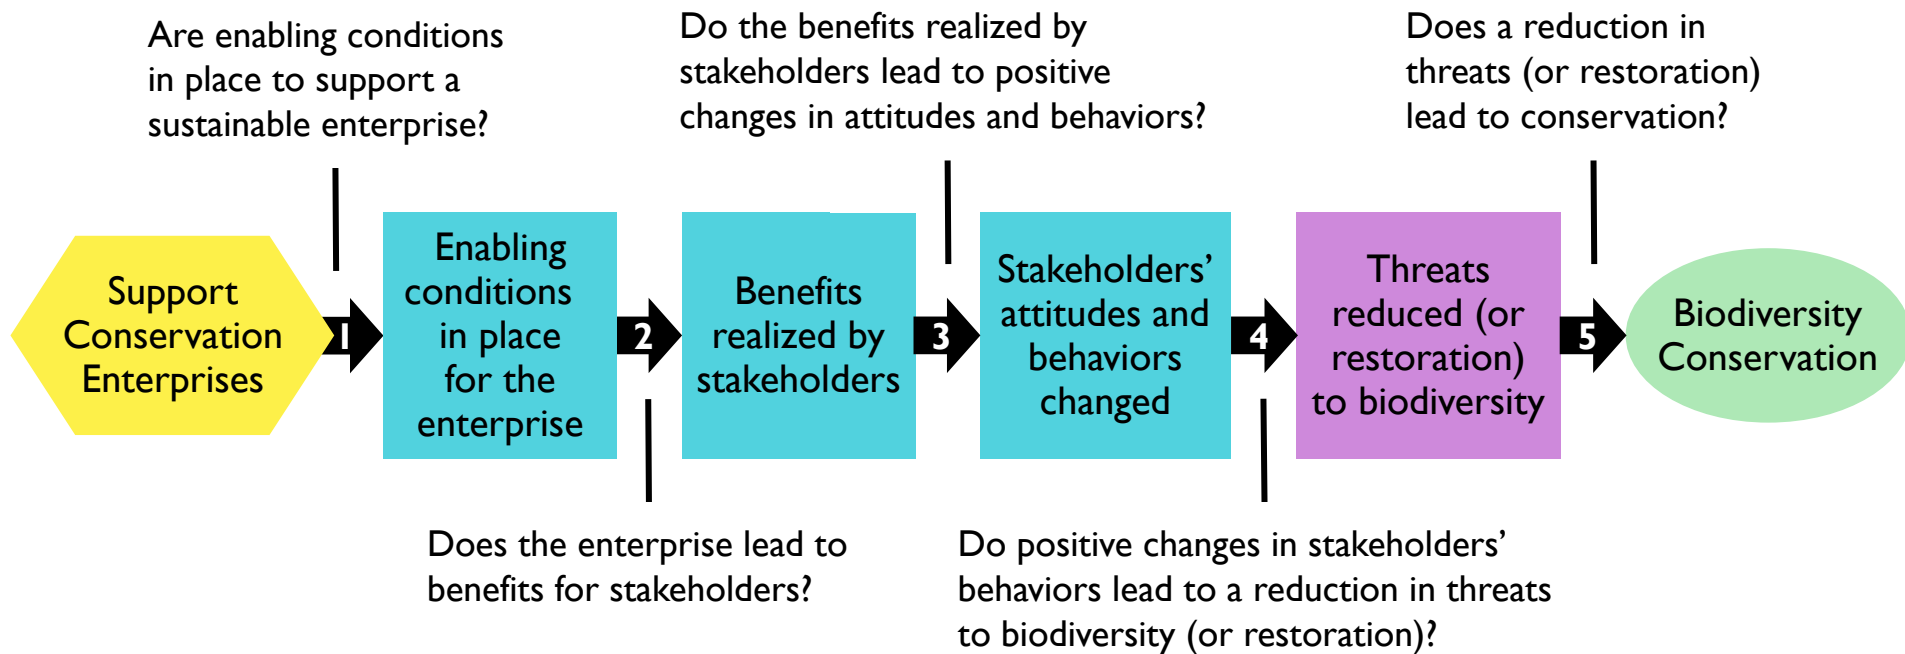 Are enabling conditions
in place to support a
sustainable enterprise?
Do the benefits realized by
stakeholders lead to positive
changes in attitudes and behaviors?
Does a reduction in
threats (or restoration)
lead to conservation?
Support
Conservation
Enterprises
1
Enabling
conditions
in place
for the
enterprise
2
Benefits
realized by
stakeholders
3
Stakeholders’
attitudes and
behaviors
changed
4
Threats
reduced (or
restoration)
to biodiversity
5
Biodiversity
Conservation
Does the enterprise lead to
benefits for stakeholders?
Do positive changes in stakeholders’
behaviors lead to a reduction in threats
to biodiversity (or restoration)?